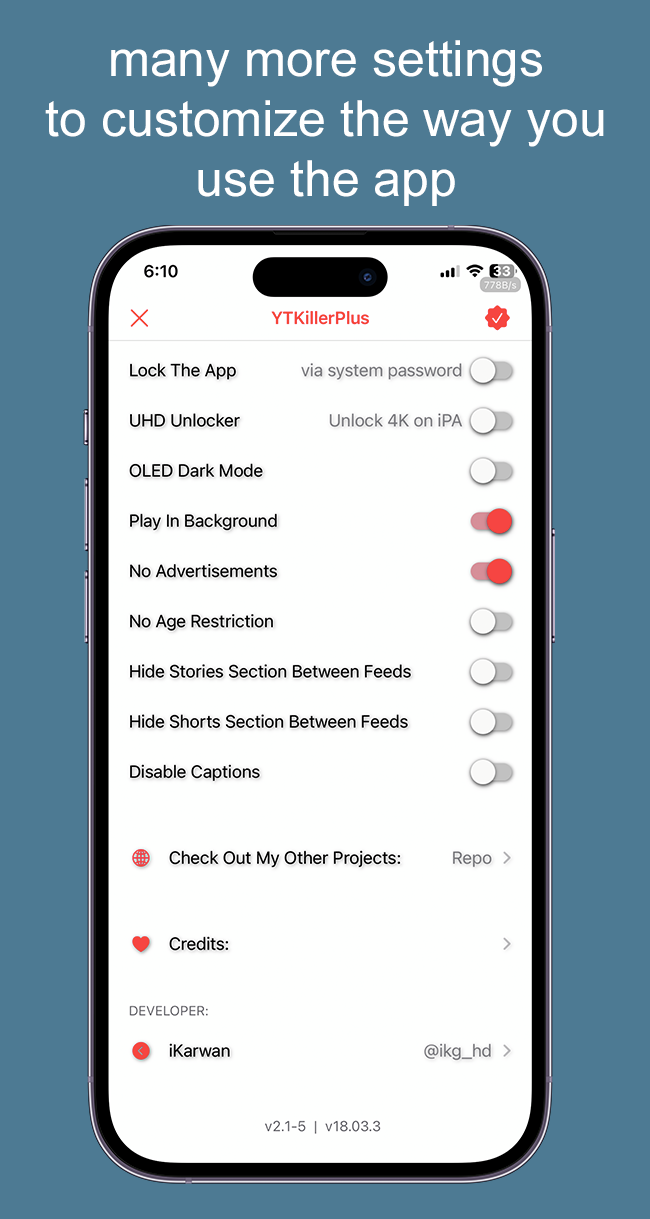 many more settings
to customize the way you
use the app
6:10
33
778B/s
YTKillerPlus
Lock The App via system password
UHD Unlocker Unlock 4K on iPA
OLED Dark Mode
Play In Background
No Advertisements
No Age Restriction
Hide Stories Section Between Feeds
Hide Shorts Section Between Feeds
Disable Captions
Check Out My Other Projects: Repo
Credits:
DEVELOPER:
iKarwan @ikg_hd
v2.1-5 | v18.03.3